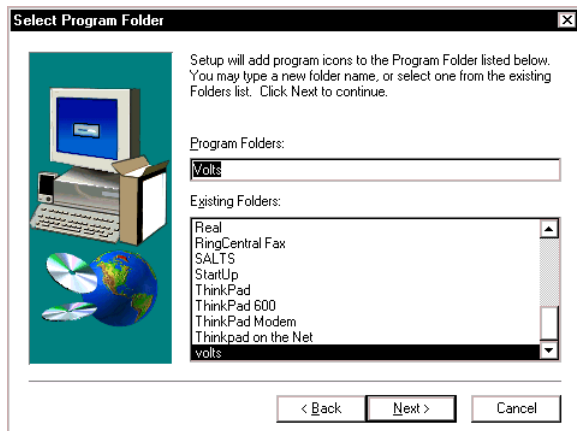 Select Program Folder
Setup will add program icons to the Program Folder listed below.
You may type a new folder name, or select one from the existing
Folders list. Click Next to continue.
Program Folders:
Volts
Existing Folders:
Real
RingCentral Fax
SALTS
StartUp
ThinkPad
ThinkPad 600
ThinkPad Modem
Thinkpad on the Net
volts
< Back
Next >
Cancel